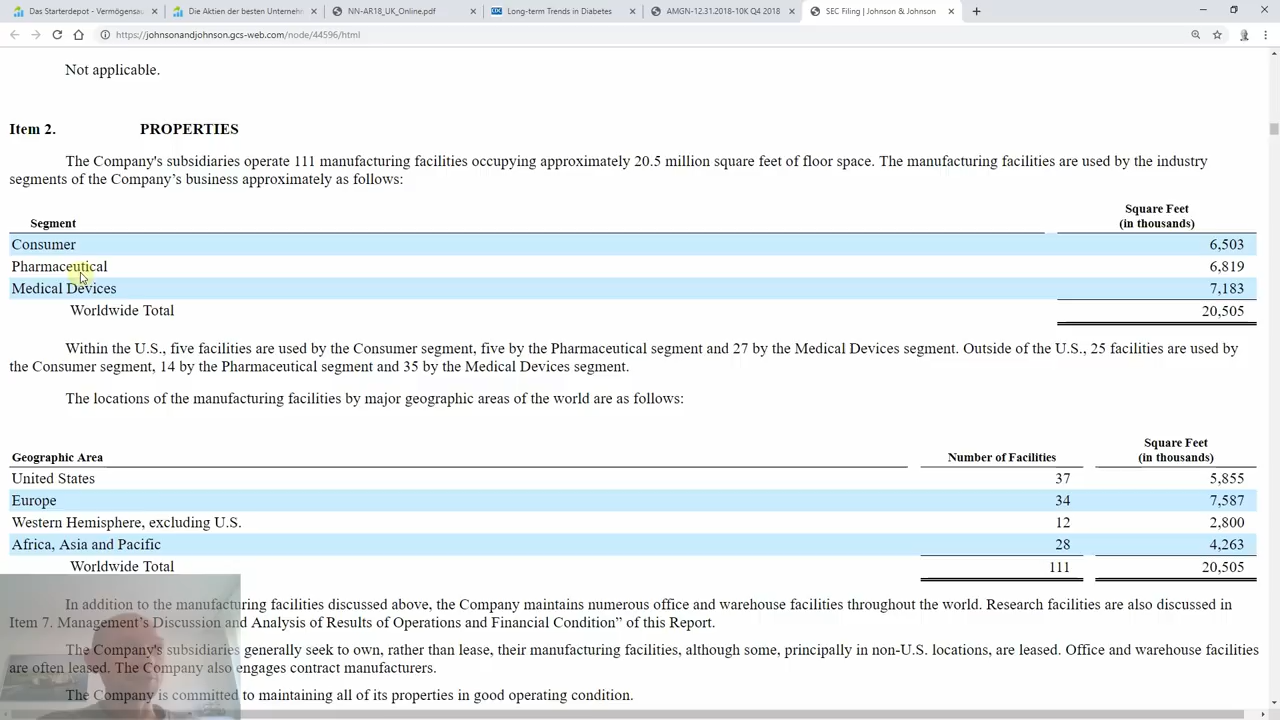 Das Starterdepot - Vermögensau
Die Aktien der besten Unternehm
NN-AR18_UK_Online.pdf
Long-term Trends in Diabetes
AMGN-12.31.2018-10K Q4 2018
SEC Filing | Johnson & Johnson
https://johnsonandjohnson.gcs-web.com/node/44596/html
Not applicable.
Item 2. PROPERTIES
The Company's subsidiaries operate 111 manufacturing facilities occupying approximately 20.5 million square feet of floor space. The manufacturing facilities are used by the industry
segments of the Company’s business approximately as follows:
Square Feet
Segment (in thousands)
Consumer 6,503
Pharmaceutical 6,819
Medical Devices 7,183
Worldwide Total 20,505
Within the U.S., five facilities are used by the Consumer segment, five by the Pharmaceutical segment and 27 by the Medical Devices segment. Outside of the U.S., 25 facilities are used by
the Consumer segment, 14 by the Pharmaceutical segment and 35 by the Medical Devices segment.
The locations of the manufacturing facilities by major geographic areas of the world are as follows:
Square Feet
Geographic Area Number of Facilities (in thousands)
United States 37 5,855
Europe 34 7,587
Western Hemisphere, excluding U.S. 12 2,800
Africa, Asia and Pacific 28 4,263
Worldwide Total 111 20,505
In addition to the manufacturing facilities discussed above, the Company maintains numerous office and warehouse facilities throughout the world. Research facilities are also discussed in
Item 7. Management’s Discussion and Analysis of Results of Operations and Financial Condition” of this Report.
The Company's subsidiaries generally seek to own, rather than lease, their manufacturing facilities, although some, principally in non-U.S. locations, are leased. Office and warehouse facilities
are often leased. The Company also engages contract manufacturers.
The Company is committed to maintaining all of its properties in good operating condition.